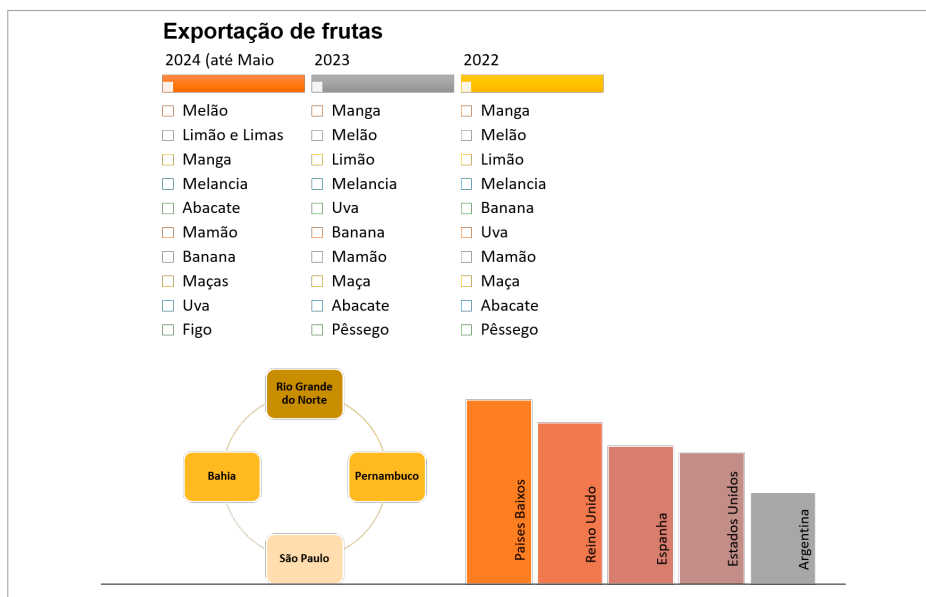 Exportação de frutas
2024 (até Maio
Melão
Limão e Limas
Manga
Melancia
Abacate
Mamão
Banana
Maças
Uva
Figo
2023
Manga
Melão
Limão
Melancia
Uva
Banana
Mamão
Maça
Abacate
Pêssego
2022
Manga
Melão
Limão
Melancia
Banana
Uva
Mamão
Maça
Abacate
Pêssego
Rio Grande
do Norte
Bahia
Pernambuco
São Paulo
Paises Baixos
Reino Unido
Espanha
Estados Unidos
Argentina